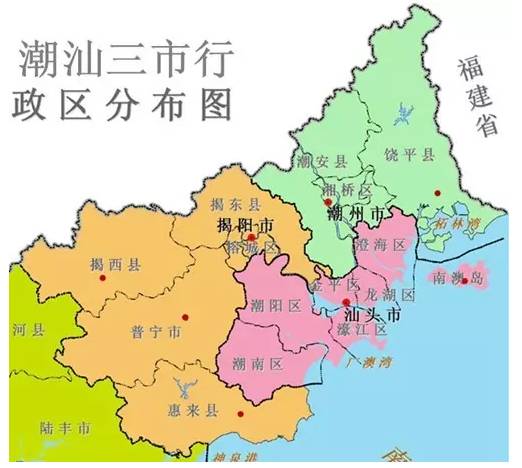 潮汕三市行
政区分布图
福建省
潮安县
饶平县
湘桥区
潮州市
柘林湾
揭东县
揭阳市
榕城区
澄海区
揭西县
南澳岛
金平区
龙湖区
潮阳区
汕头市
濠江区
河县
普宁市
潮南区
广澳湾
惠来县
陆丰市
神泉港
南